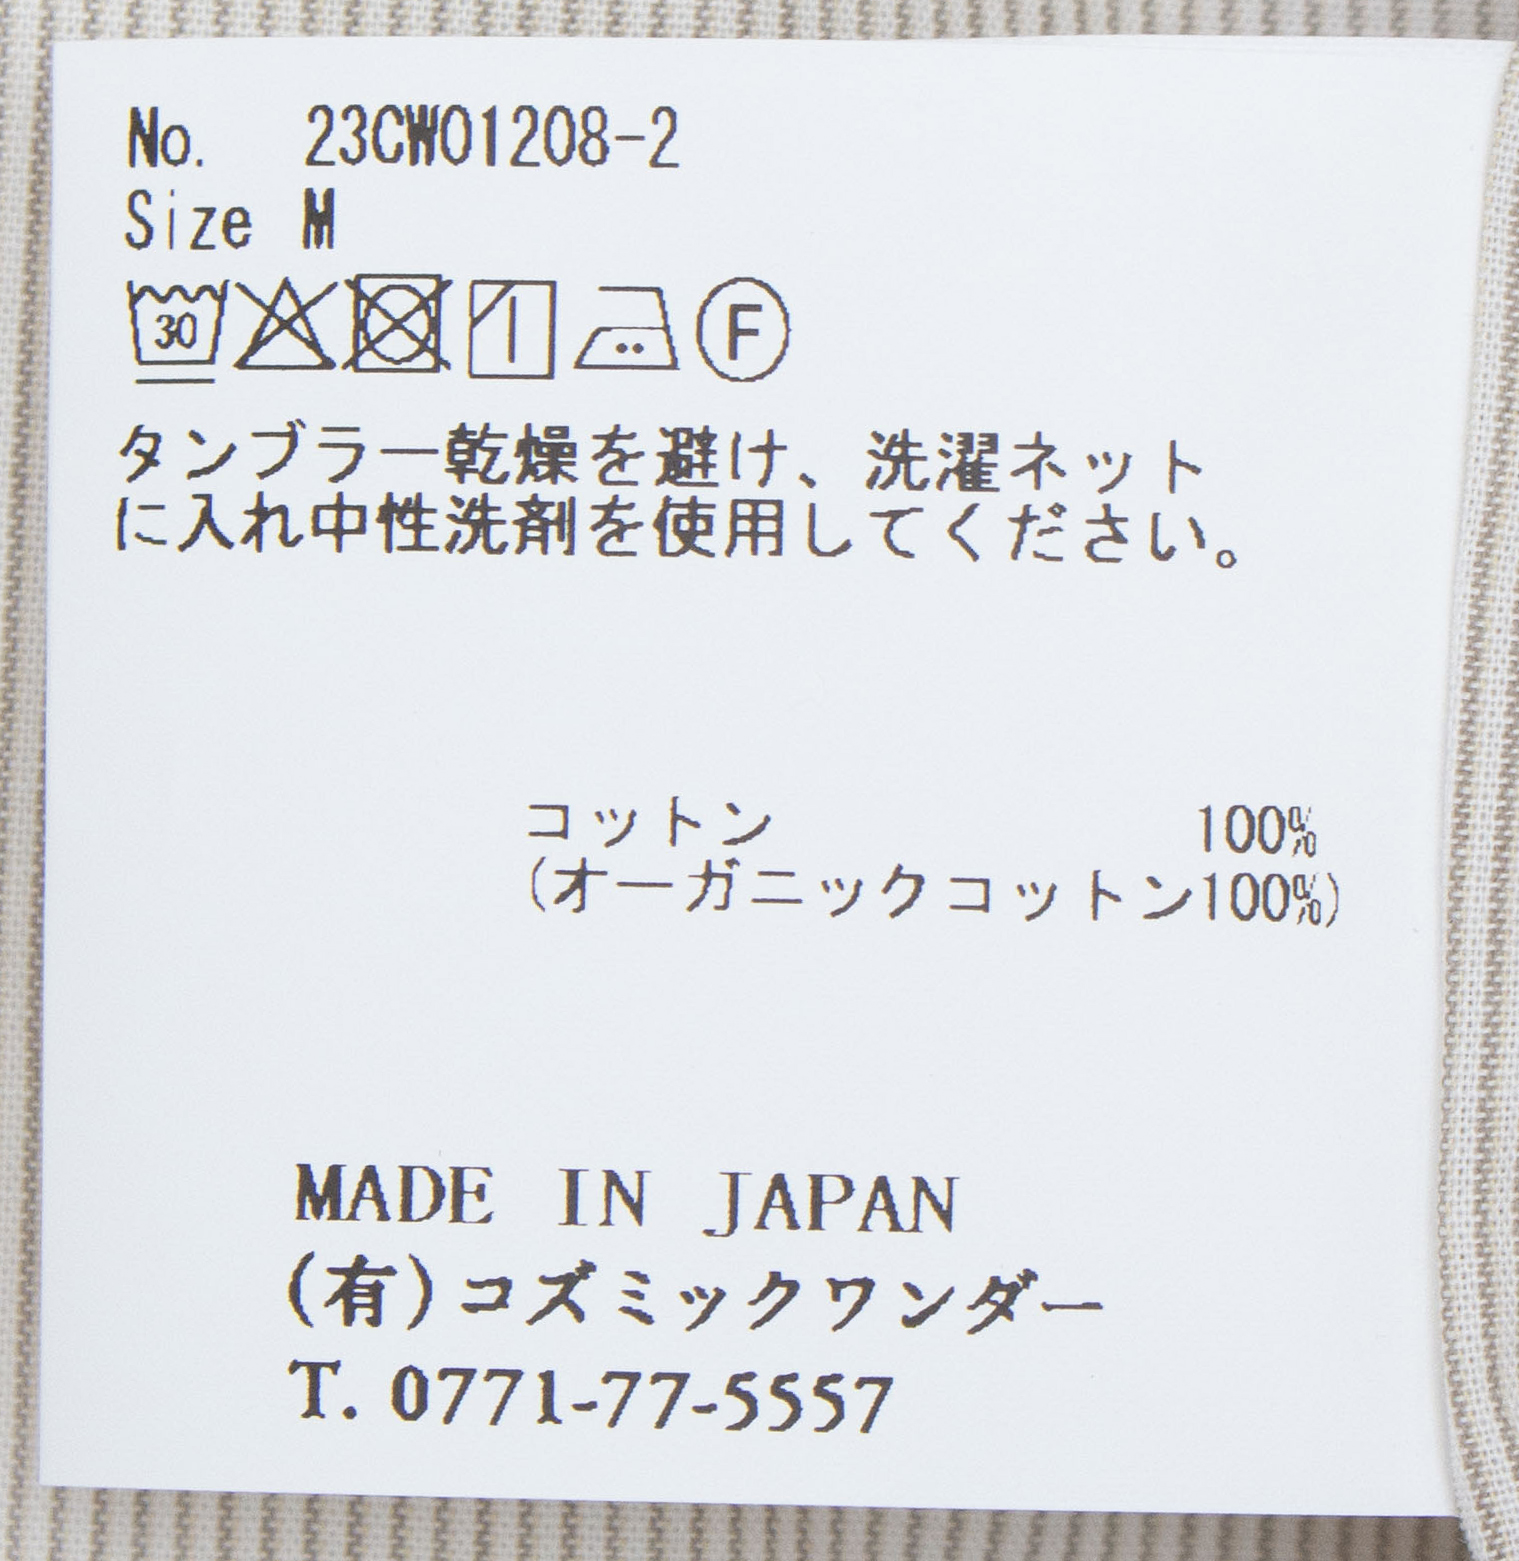 No. 23CW01208-2
Size M
30 F
タンブラー乾燥を避け、洗濯ネット
に入れ中性洗剤を使用してください。
コットン 100%
(オーガニックコットン100%)
MADE IN JAPAN
(有)コズミックワンダー
T. 0771-77-5557